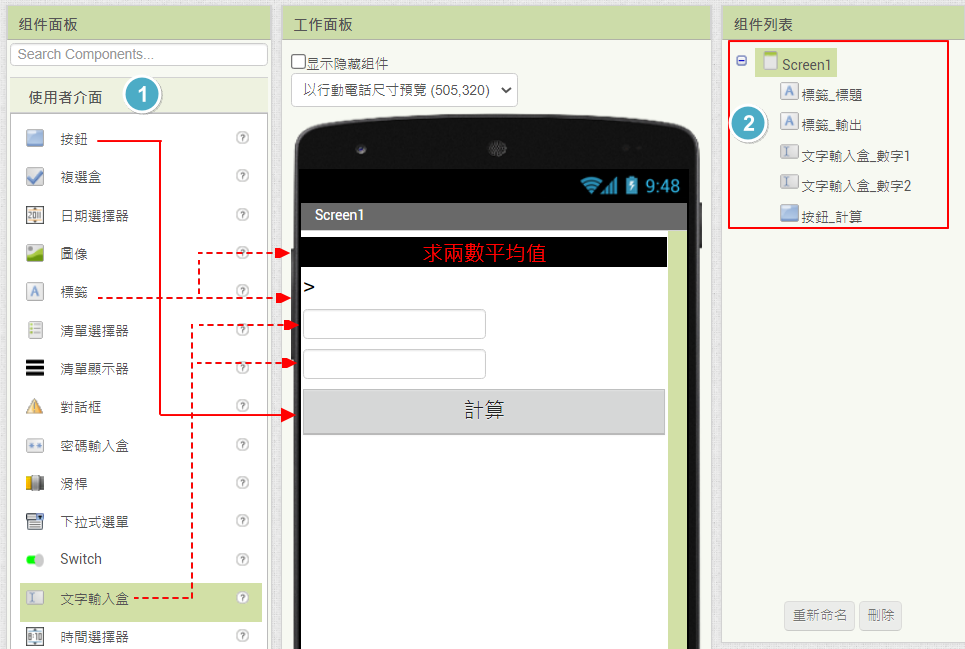 组件面板
Search Components...
使用者介面
1
按鈕
複選盒
日期選擇器
2011
圖像
標籤
清單選擇器
清單顯示器
對話框
密碼輸入盒
滑桿
下拉式選單
Switch
文字輸入盒
8:10
時間選擇器
工作面板
显示隐藏组件
以行動電話尺寸預覽 (505,320)
9:48
Screen1
求兩數平均值
>
計算
组件列表
2
Screen1
標籤_標題
標籤_輸出
文字輸入盒_數字1
文字輸入盒_數字2
按鈕_計算
重新命名
刪除